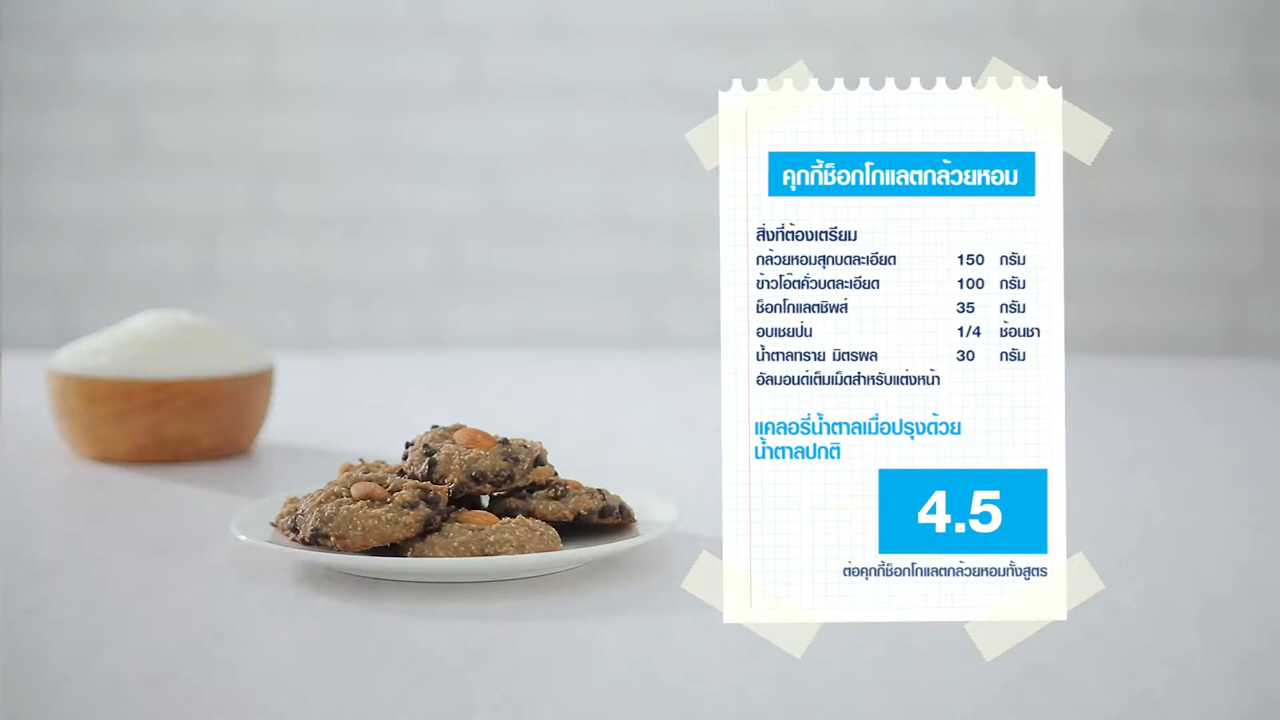 คุกกี้ช็อกโกแลตกล้วยหอม
สิ่งที่ต้องเตรียม
กล้วยหอมสุกบดละเอียด 150 กรัม
ข้าวโอ๊ตคั่วบดละเอียด 100 กรัม
ช็อกโกแลตชิพส์ 35 กรัม
อบเชยป่น 1/4 ช้อนชา
น้ำตาลทราย มิตรผล 30 กรัม
อัลมอนด์เต็มเม็ดสำหรับแต่งหน้า
แคลอรี่น้ำตาลเมื่อปรุงด้วย
น้ำตาลปกติ
4.5
ต่อคุกกี้ช็อกโกแลตกล้วยหอมทั้งสูตร